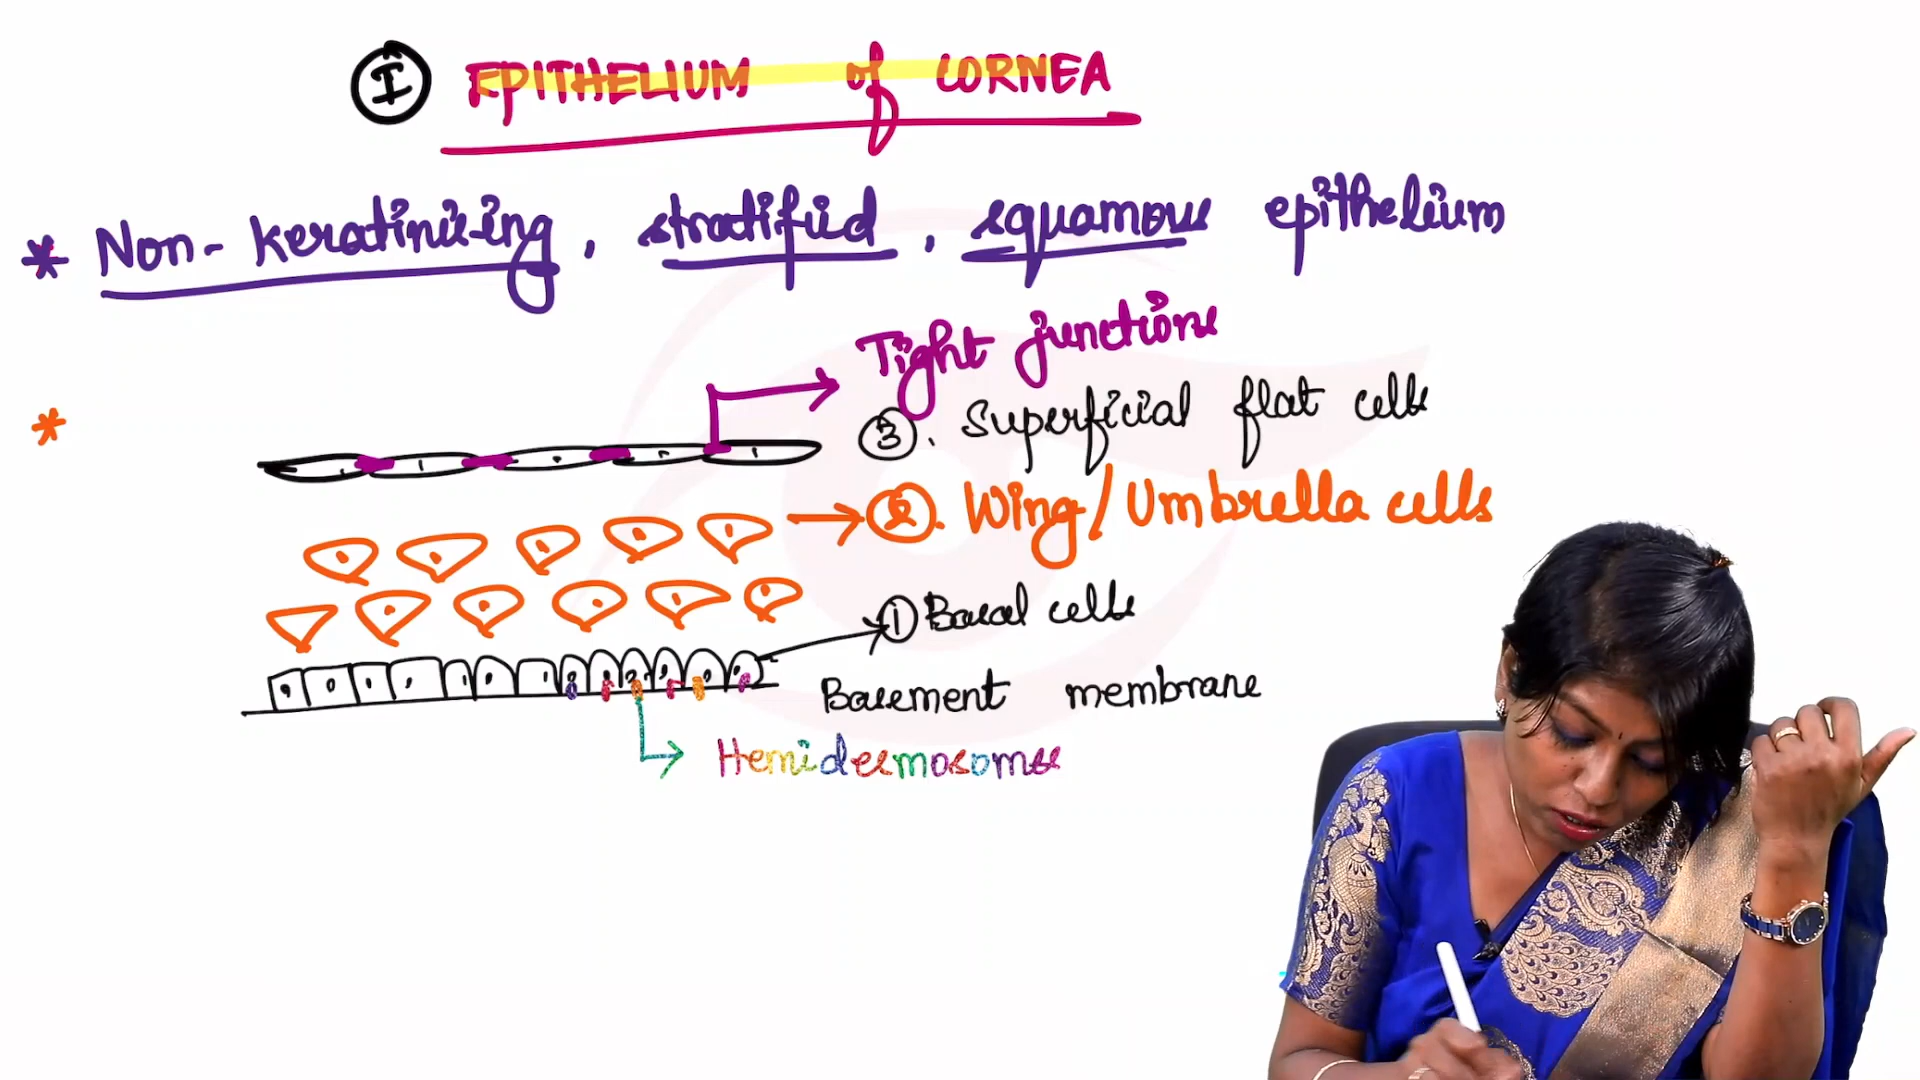 I EPITHELIUM of CORNEA
* Non-keratinizing, stratified, squamous epithelium
Tight junctions
*
3. Superficial flat cells
2. Wing/Umbrella cells
1 Basal cells
Basement membrane
Hemidesmosomes